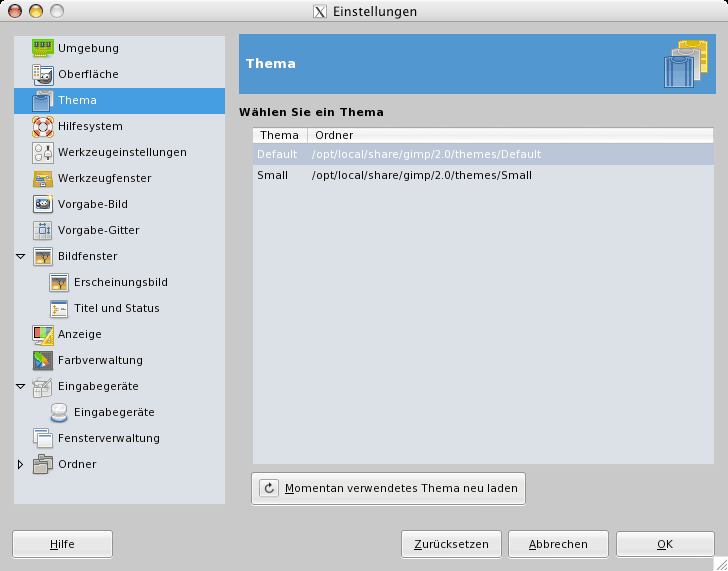 Einstellungen
Umgebung
Oberfläche
Thema
Hilfesystem
Werkzeugeinstellungen
Werkzeugfenster
Vorgabe-Bild
Vorgabe-Gitter
Bildfenster
Erscheinungsbild
Titel und Status
Anzeige
Farbverwaltung
Eingabegeräte
Eingabegeräte
Fensterverwaltung
Ordner
Thema
Wählen Sie ein Thema
Thema Ordner
Default /opt/local/share/gimp/2.0/themes/Default
Small /opt/local/share/gimp/2.0/themes/Small
Momentan verwendetes Thema neu laden
Hilfe Zurücksetzen Abbrechen OK